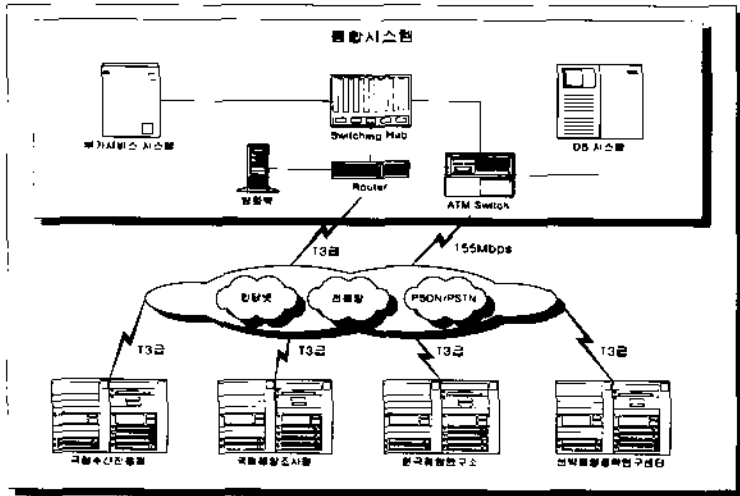 통합시스템
Switching Hub
부가서비스 시스템
DB 시스템
방화벽
Router
ATM Switch
T3급
155Mbps
인터넷
전용망
PSDN/PSTN
T3급
T3급
T3급
T3급
국립수산진흥원
국립해양조사원
한국해양연구소
선박해양공학연구센터